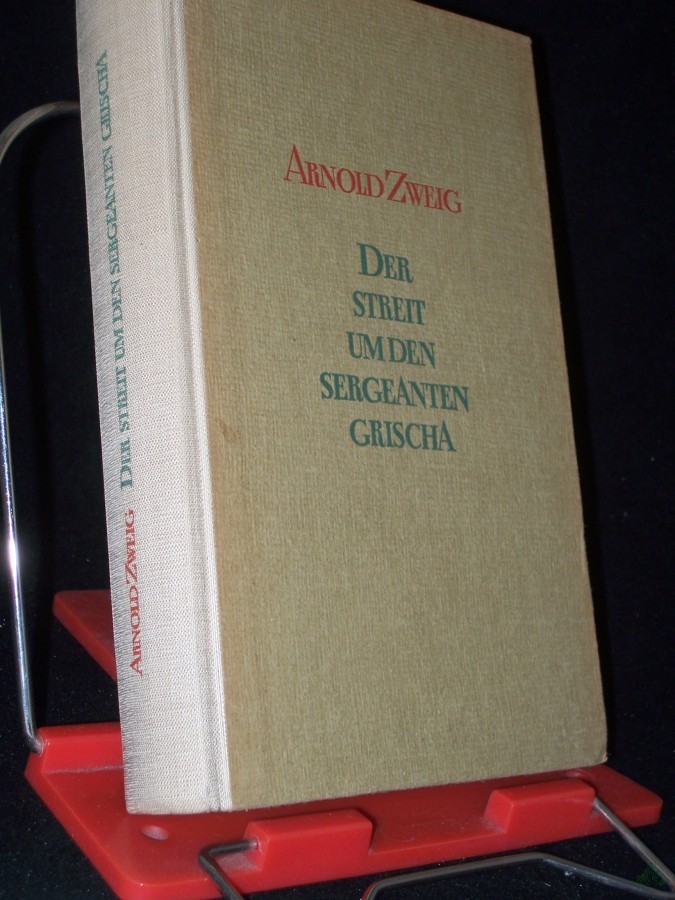 ARNOLD ZWEIG
DER
STREIT
UM DEN
SERGEANTEN
GRISCHA
ARNOLD ZWEIG DER STREIT UM DEN SERGEANTEN GRISCHA